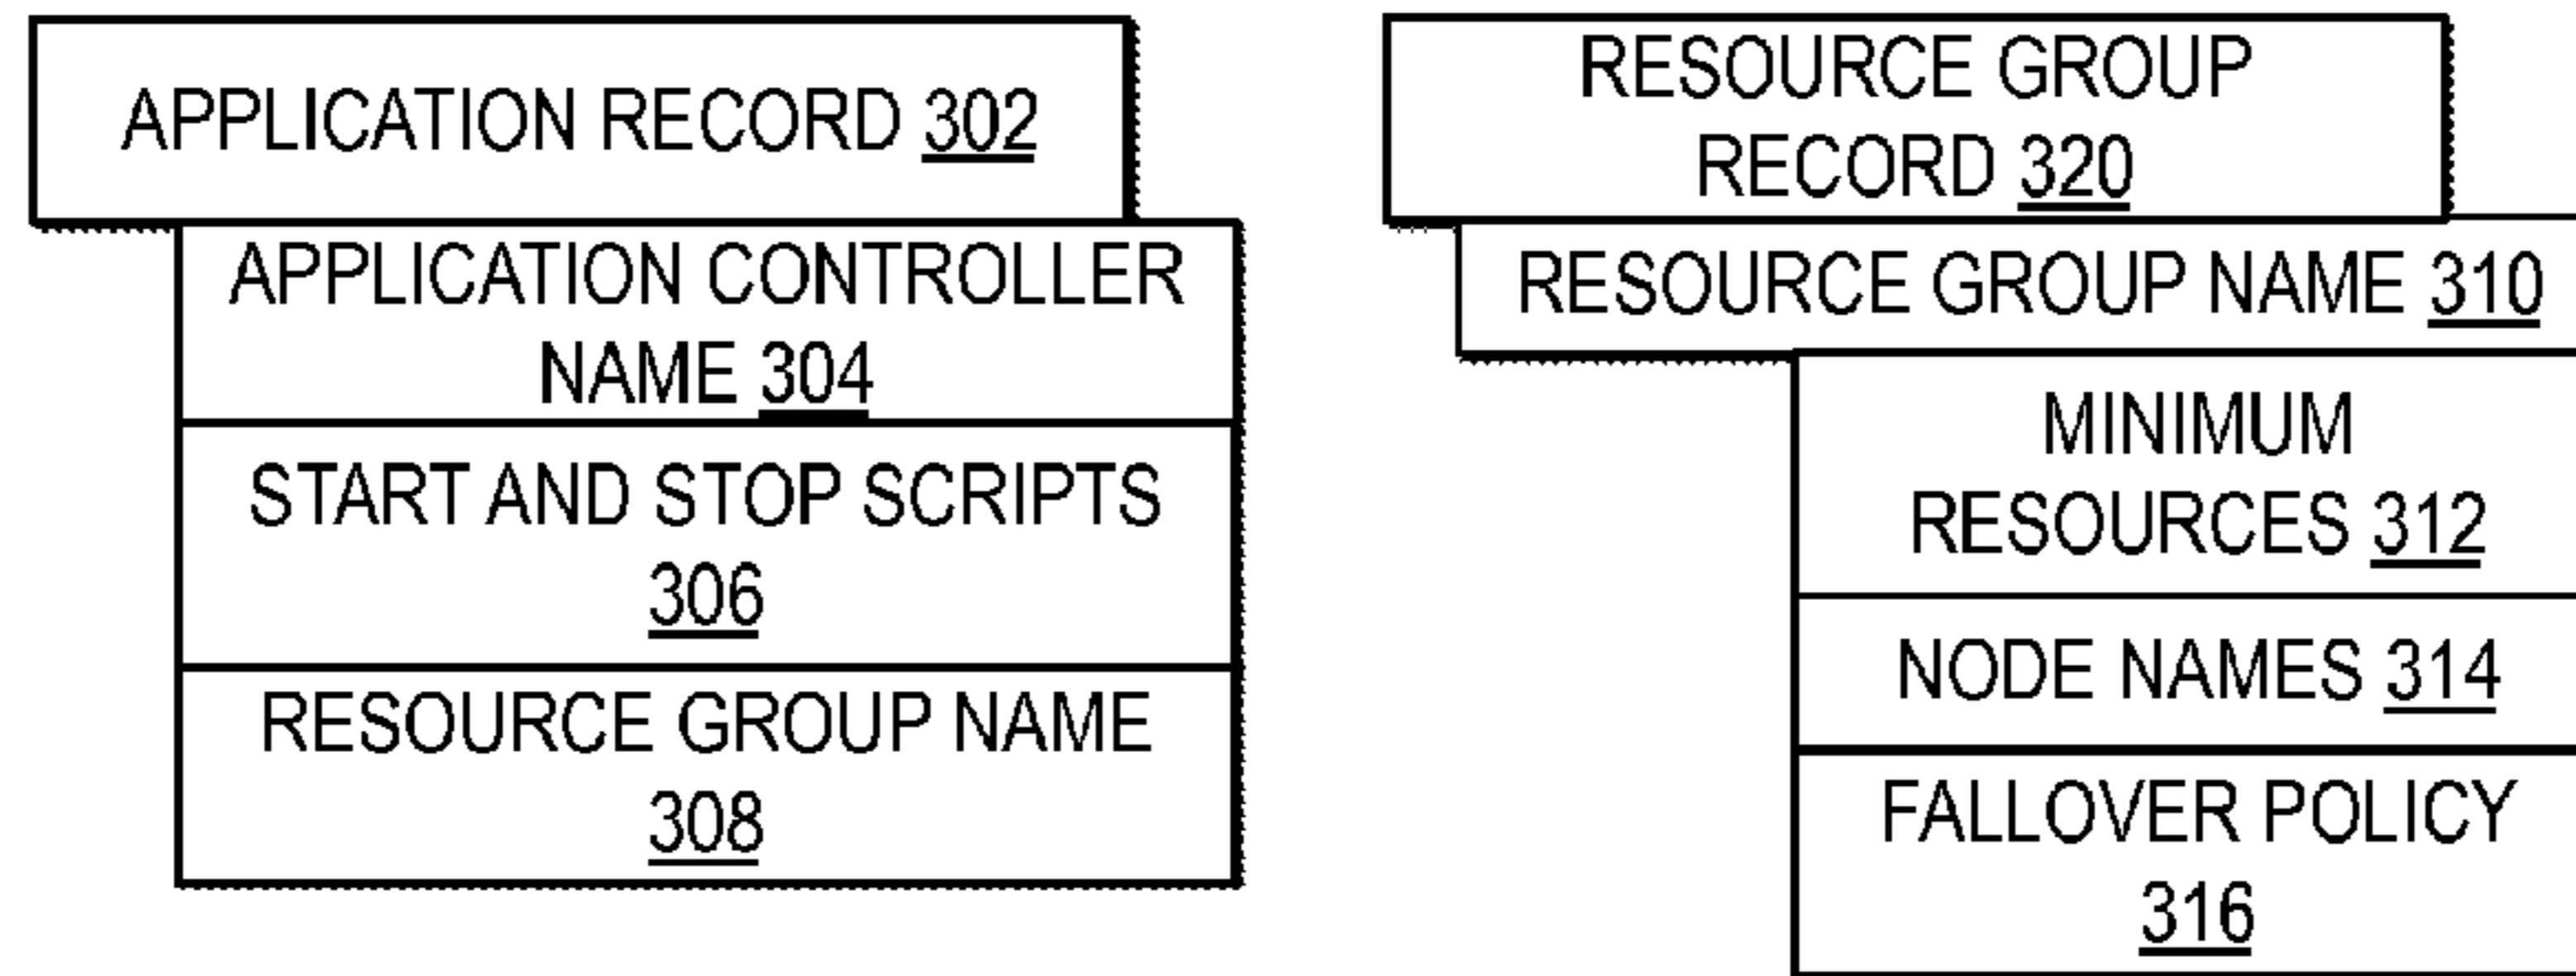 APPLICATION RECORD 302
APPLICATION CONTROLLER
NAME 304
START AND STOP SCRIPTS
306
RESOURCE GROUP NAME
308
RESOURCE GROUP
RECORD 320
RESOURCE GROUP NAME 310
MINIMUM
RESOURCES 312
NODE NAMES 314
FALLOVER POLICY
316